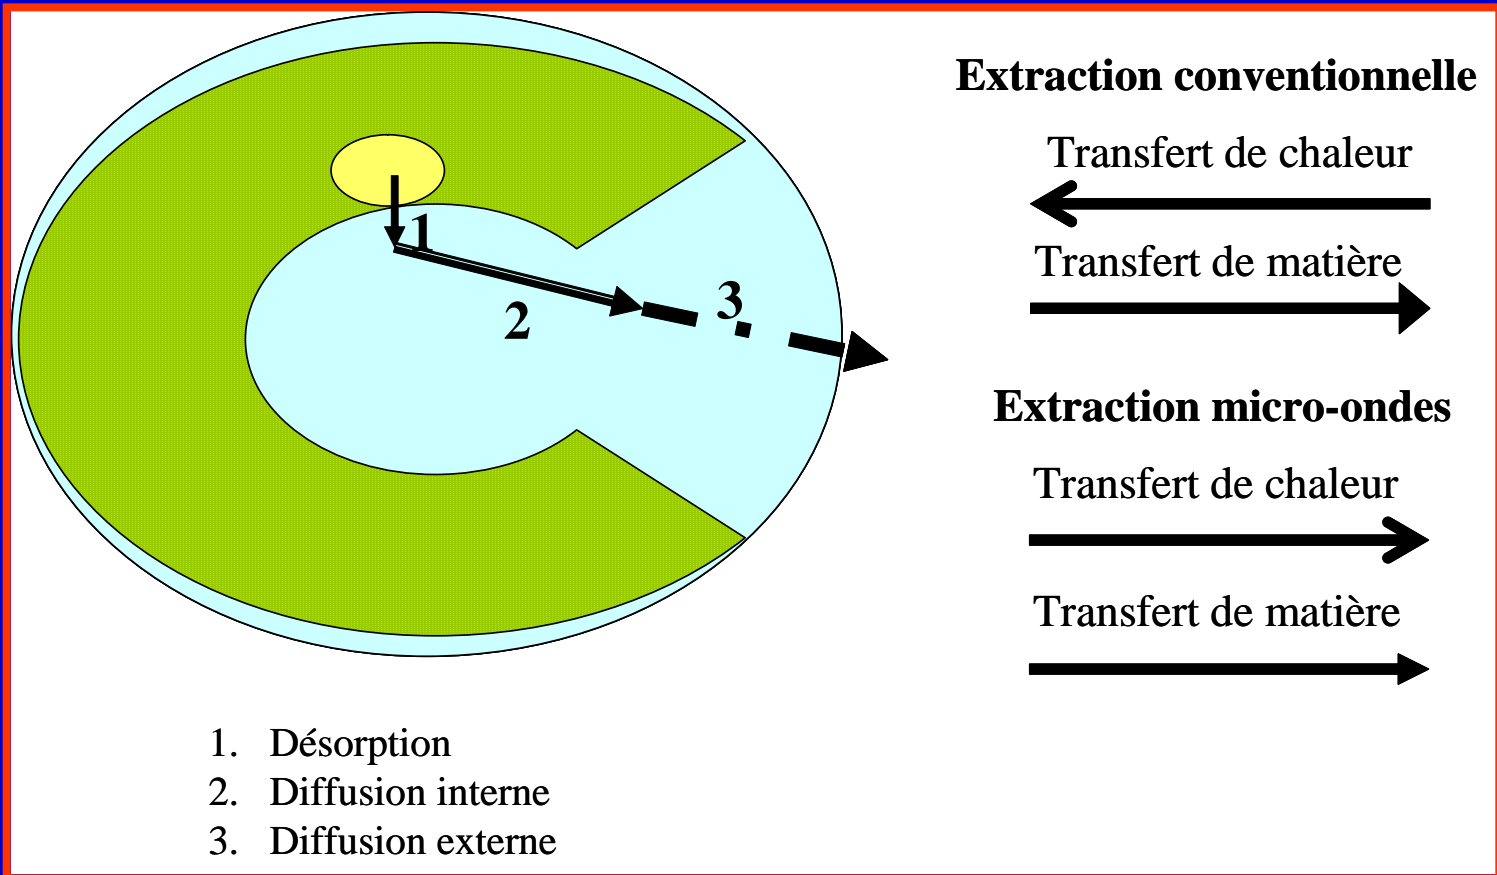 Extraction conventionnelle
Transfert de chaleur
Transfert de matière
Extraction micro-ondes
Transfert de chaleur
Transfert de matière
1
2
3
1. Désorption
2. Diffusion interne
3. Diffusion externe